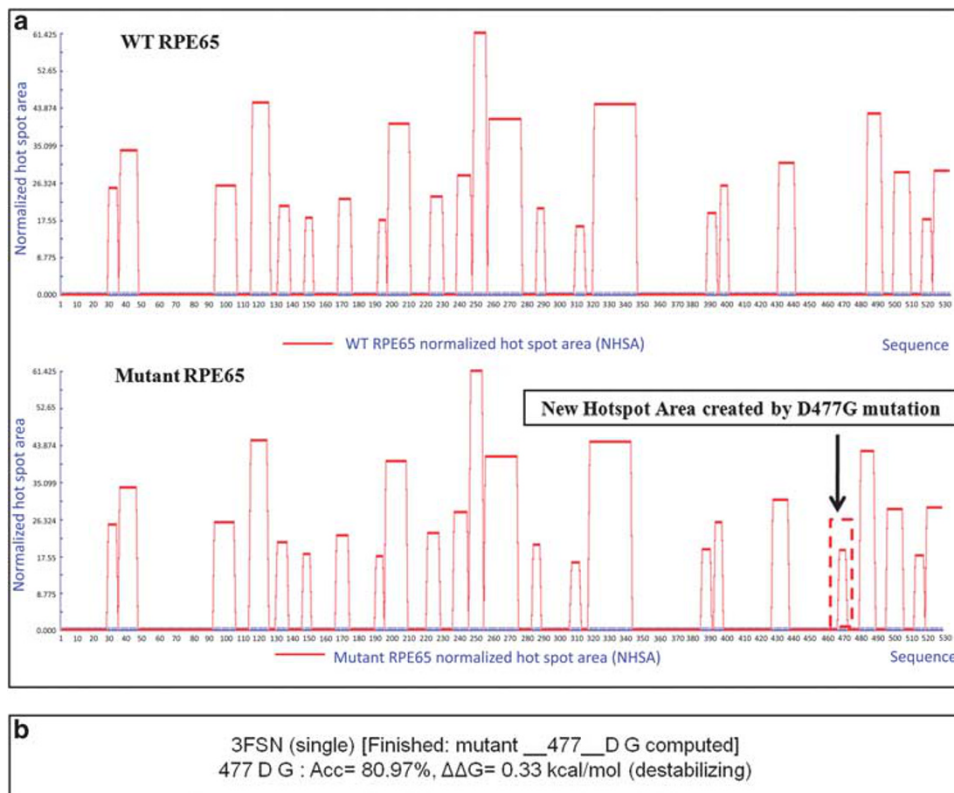 a
WT RPE65
Normalized hot spot area
61.425
52.65
43.874
35.099
26.324
17.55
8.775
0.000
1 10 20 30 40 50 60 70 80 90 100 110 120 130 140 150 160 170 180 190 200 210 220 230 240 250 260 270 280 290 300 310 320 330 340 350 360 370 380 390 400 410 420 430 440 450 460 470 480 490 500 510 520 530
WT RPE65 normalized hot spot area (NHSA)
Sequence
Mutant RPE65
New Hotspot Area created by D477G mutation
Normalized hot spot area
61.425
52.65
43.874
35.099
26.324
17.55
8.775
0.000
1 10 20 30 40 50 60 70 80 90 100 110 120 130 140 150 160 170 180 190 200 210 220 230 240 250 260 270 280 290 300 310 320 330 340 350 360 370 380 390 400 410 420 430 440 450 460 470 480 490 500 510 520 530
Mutant RPE65 normalized hot spot area (NHSA)
Sequence
b
3FSN (single) [Finished: mutant __477__D G computed]
477 D G : Acc= 80.97%, ΔΔG= 0.33 kcal/mol (destabilizing)